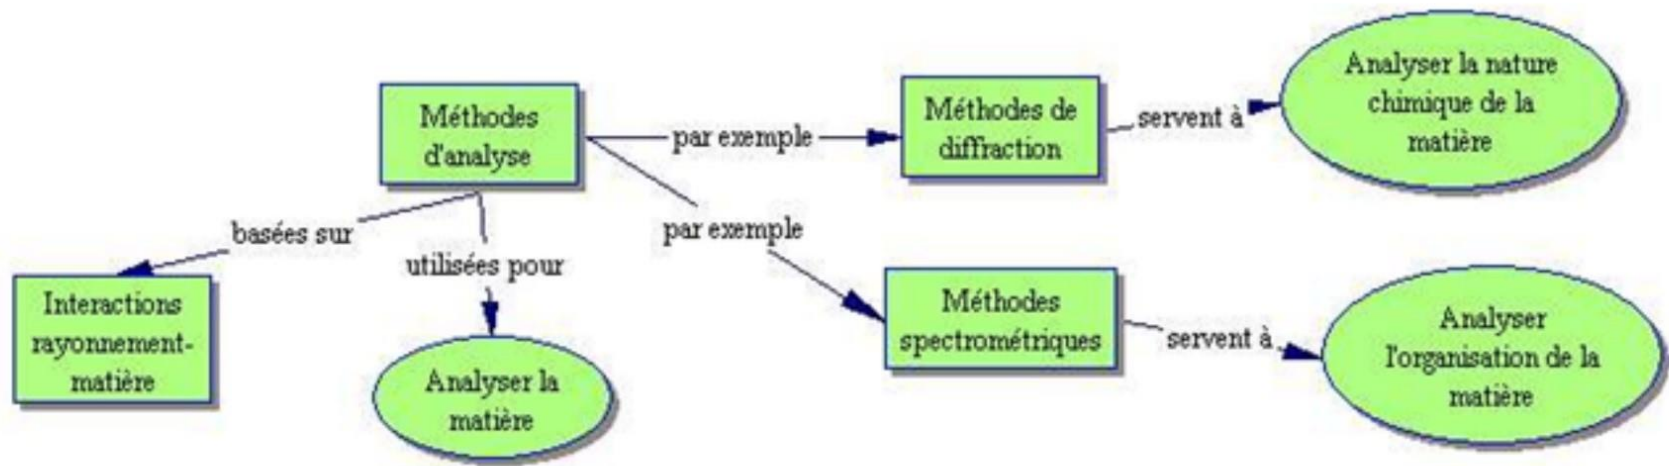 Méthodes
d'analyse
par exemple
Méthodes de
diffraction
servent à
Analyser la nature
chimique de la
matière
basées sur
Interactions
rayonnement-
matière
utilisées pour
Analyser la
matière
par exemple
Méthodes
spectrométriques
servent à
Analyser
l'organisation de la
matière